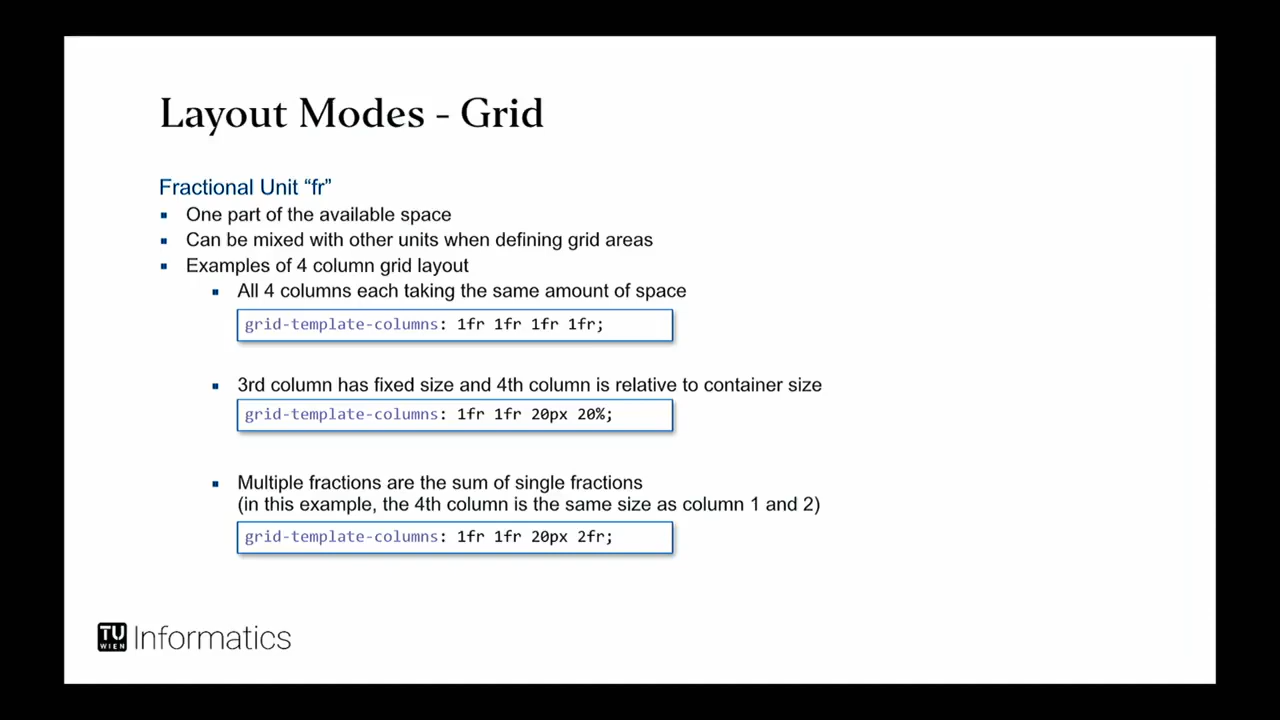 Layout Modes - Grid
Fractional Unit “fr”
One part of the available space
Can be mixed with other units when defining grid areas
Examples of 4 column grid layout
All 4 columns each taking the same amount of space
grid-template-columns: 1fr 1fr 1fr 1fr;
3rd column has fixed size and 4th column is relative to container size
grid-template-columns: 1fr 1fr 20px 20%;
Multiple fractions are the sum of single fractions
(in this example, the 4th column is the same size as column 1 and 2)
grid-template-columns: 1fr 1fr 20px 2fr;
TU
WIEN
Informatics